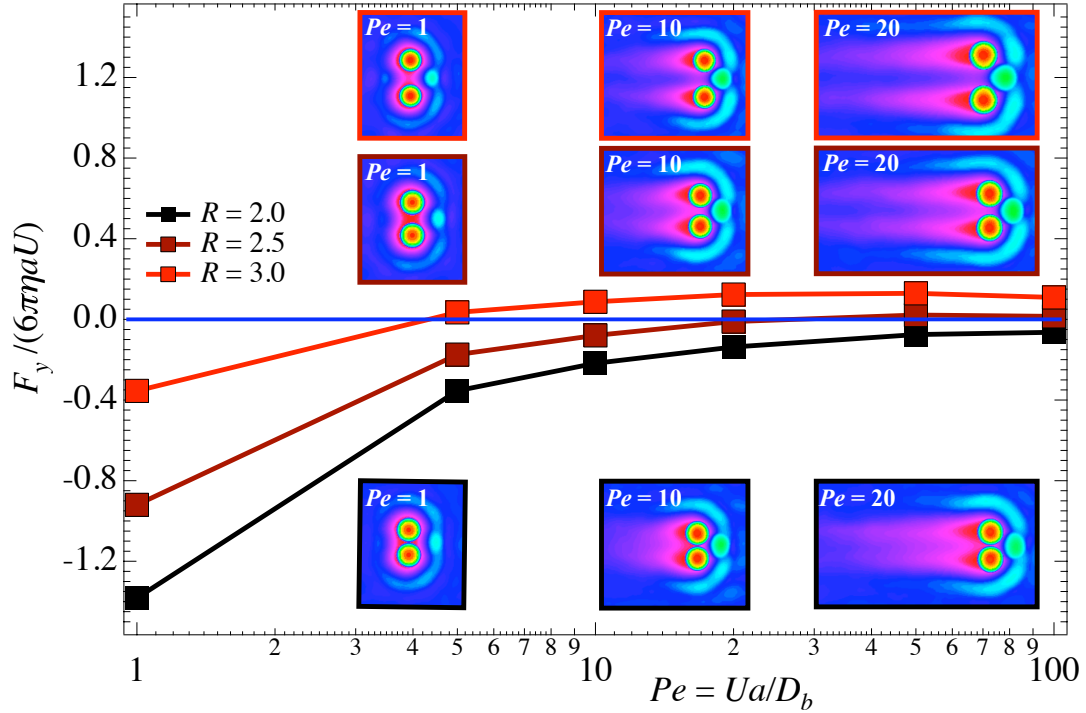 Pe = 1
Pe = 10
Pe = 20
1.2
0.8
Pe = 1
Pe = 10
Pe = 20
R = 2.0
R = 2.5
R = 3.0
0.4
0.0
-0.4
-0.8
-1.2
F_y/(6πηaU)
Pe = 1
Pe = 10
Pe = 20
2 3 4 5 6 7 8 9 2 3 4 5 6 7 8 9
1 10 100
Pe = Ua/D_b